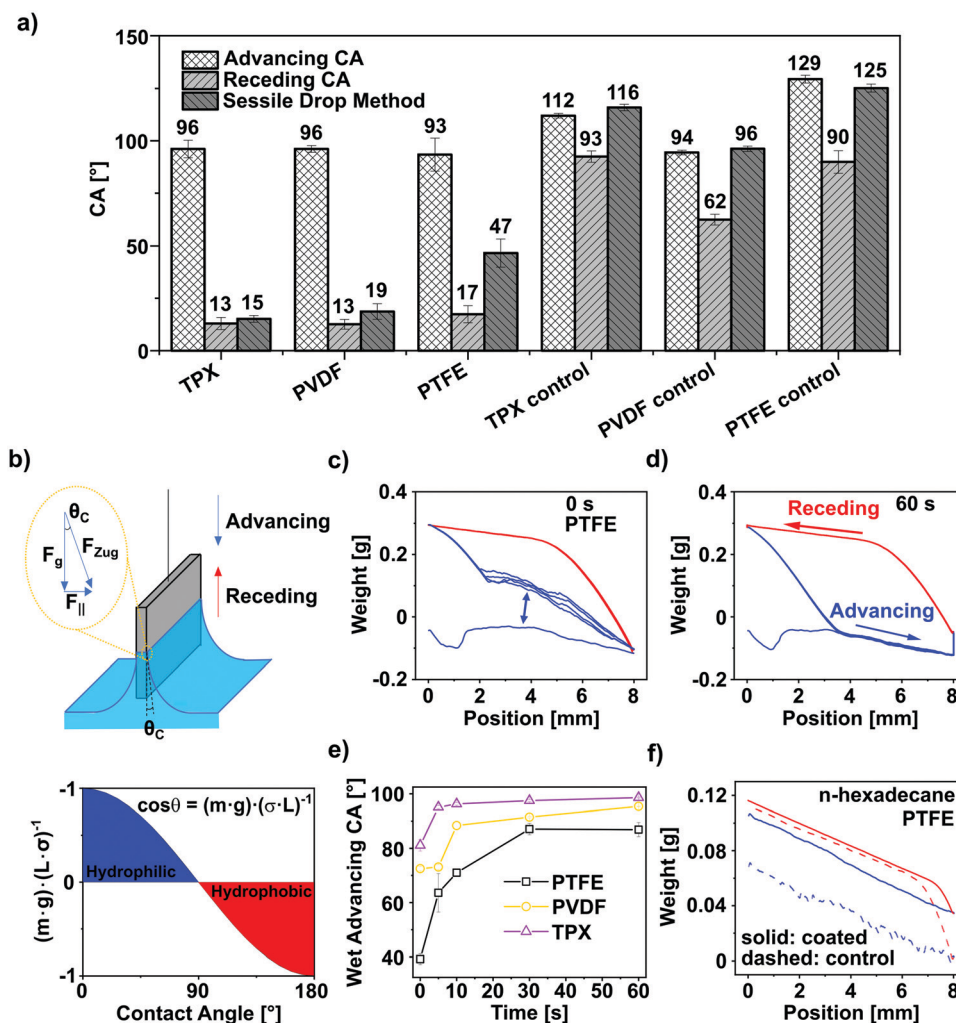 a)
150
100
50
0
CA [°]
Advancing CA
Receding CA
Sessile Drop Method
96
13
15
96
13
19
93
17
47
112
93
116
94
62
96
129
90
125
TPX
PVDF
PTFE
TPX control
PVDF control
PTFE control
b)
θC
Fg
FZug
F||
Advancing
Receding
θC
c)
0.4
0.2
0
-0.2
Weight [g]
0 s
PTFE
0 2 4 6 8
Position [mm]
d)
0.4
0.2
0
-0.2
Weight [g]
60 s
Receding
Advancing
0 2 4 6 8
Position [mm]
-1
0
-1
(m·g)·(L·σ)⁻¹
cosθ = (m·g)·(σ·L)⁻¹
Hydrophilic
Hydrophobic
0 90 180
Contact Angle [°]
e)
100
80
60
40
Wet Advancing CA [°]
PTFE
PVDF
TPX
0 10 20 30 40 50 60
Time [s]
f)
0.12
0.08
0.04
0
Weight [g]
n-hexadecane
PTFE
solid: coated
dashed: control
0 2 4 6 8
Position [mm]